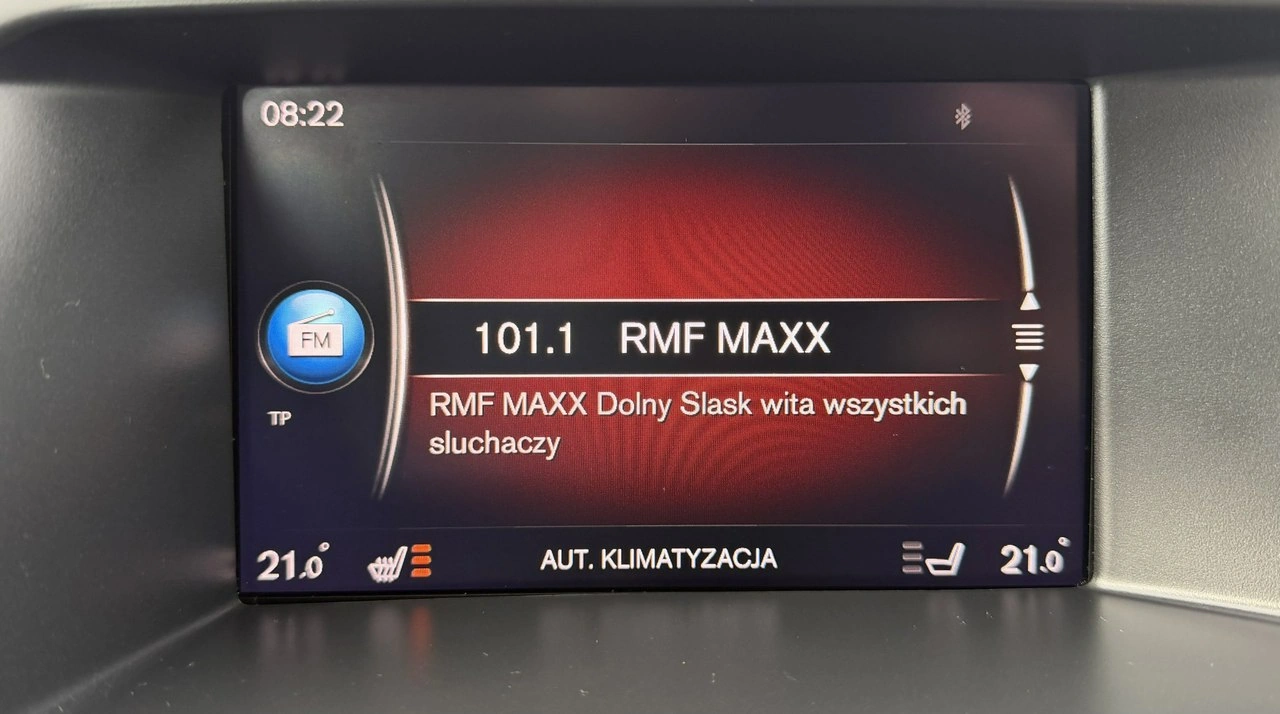 08:22
101.1 RMF MAXX
FM
RMF MAXX Dolny Slask wita wszystkich
TP
sluchaczy
21.0° AUT. KLIMATYZACJA 21.0°